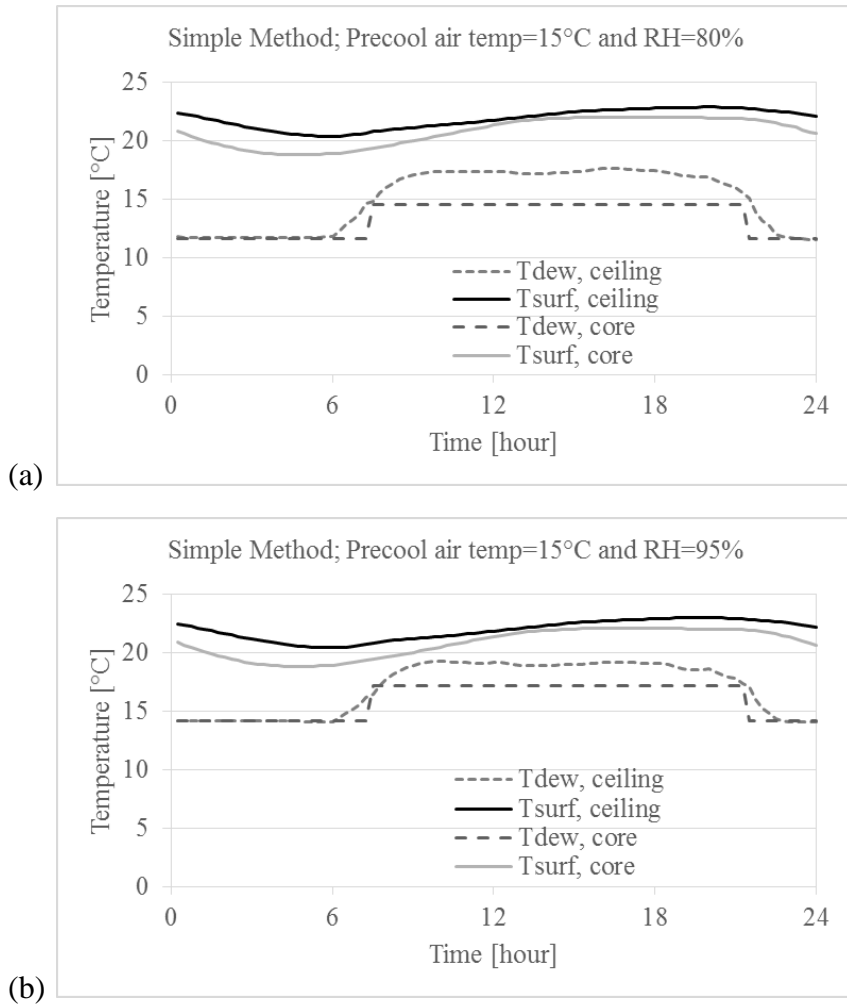 Simple Method; Precool air temp=15°C and RH=80%
25
20
15
10
5
0
Temperature [°C]
Tdew, ceiling
Tsurf, ceiling
Tdew, core
Tsurf, core
0 6 12 18 24
Time [hour]
(a)
Simple Method; Precool air temp=15°C and RH=95%
25
20
15
10
5
0
Temperature [°C]
Tdew, ceiling
Tsurf, ceiling
Tdew, core
Tsurf, core
0 6 12 18 24
Time [hour]
(b)